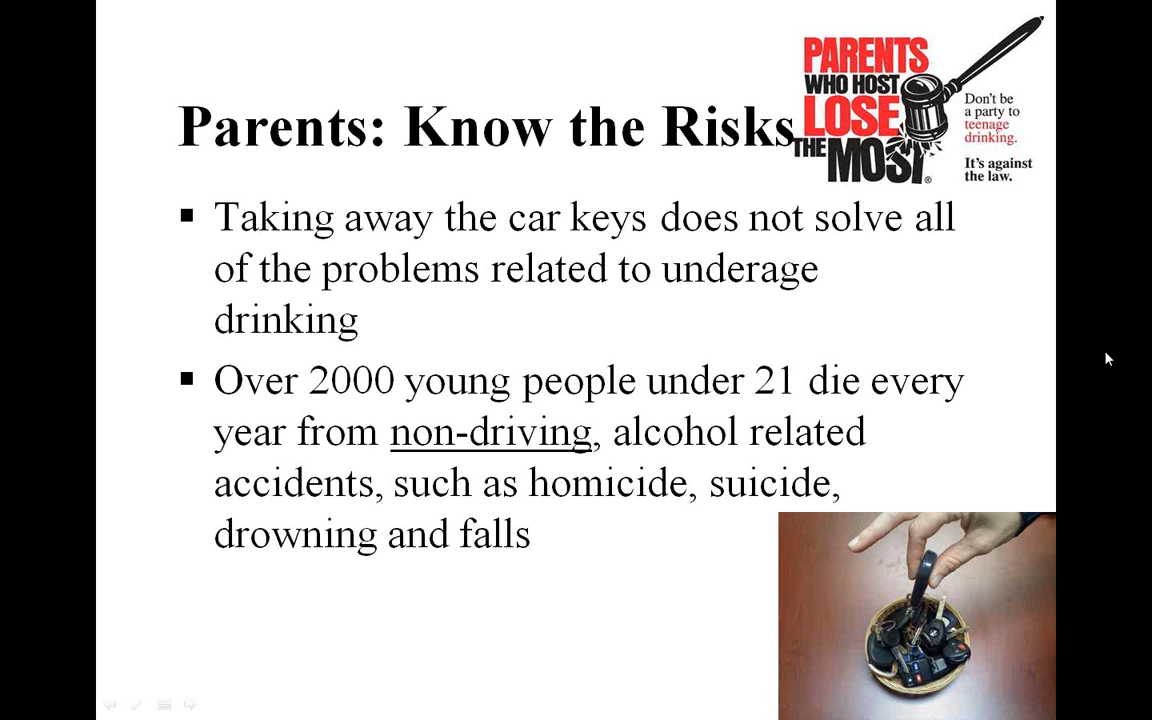 Parents: Know the Risks
PARENTS
WHO HOST
LOSE
THE MOST®
Don't be
a party to
teenage
drinking.
It's against
the law.
▪ Taking away the car keys does not solve all
of the problems related to underage
drinking
▪ Over 2000 young people under 21 die every
year from non-driving, alcohol related
accidents, such as homicide, suicide,
drowning and falls